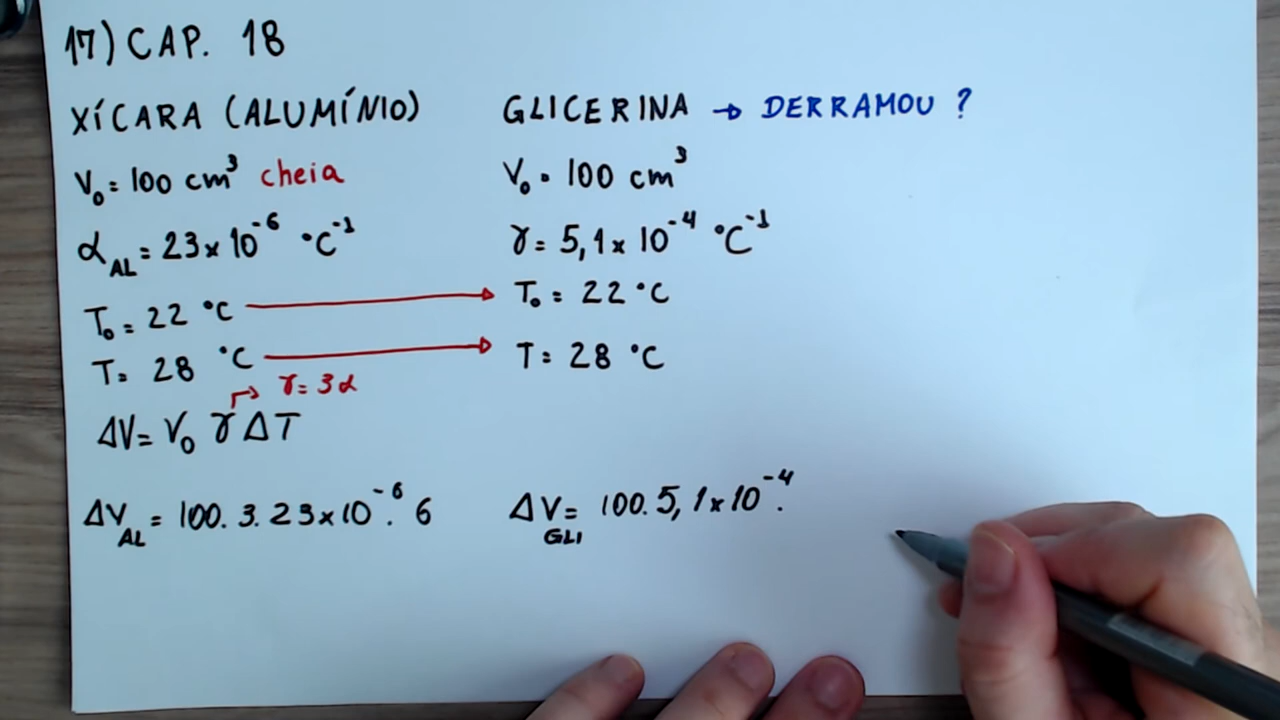 17) CAP. 18
XÍCARA (ALUMÍNIO) GLICERINA → DERRAMOU ?
V₀ = 100 cm³ cheia V₀ = 100 cm³
α_AL = 23 x 10⁻⁶ °C⁻¹ γ = 5,1 x 10⁻⁴ °C⁻¹
T₀ = 22 °C → T₀ = 22 °C
T = 28 °C → T = 28 °C
γ = 3α
ΔV = V₀ γ ΔT
ΔV_AL = 100. 3. 23 x 10⁻⁶. 6 ΔV_GLI = 100. 5,1 x 10⁻⁴.